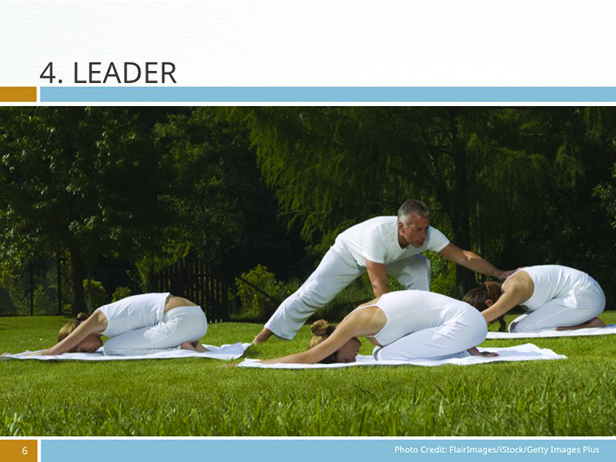 4. LEADER
6
Photo Credit: FlairImages/iStock/Getty Images Plus